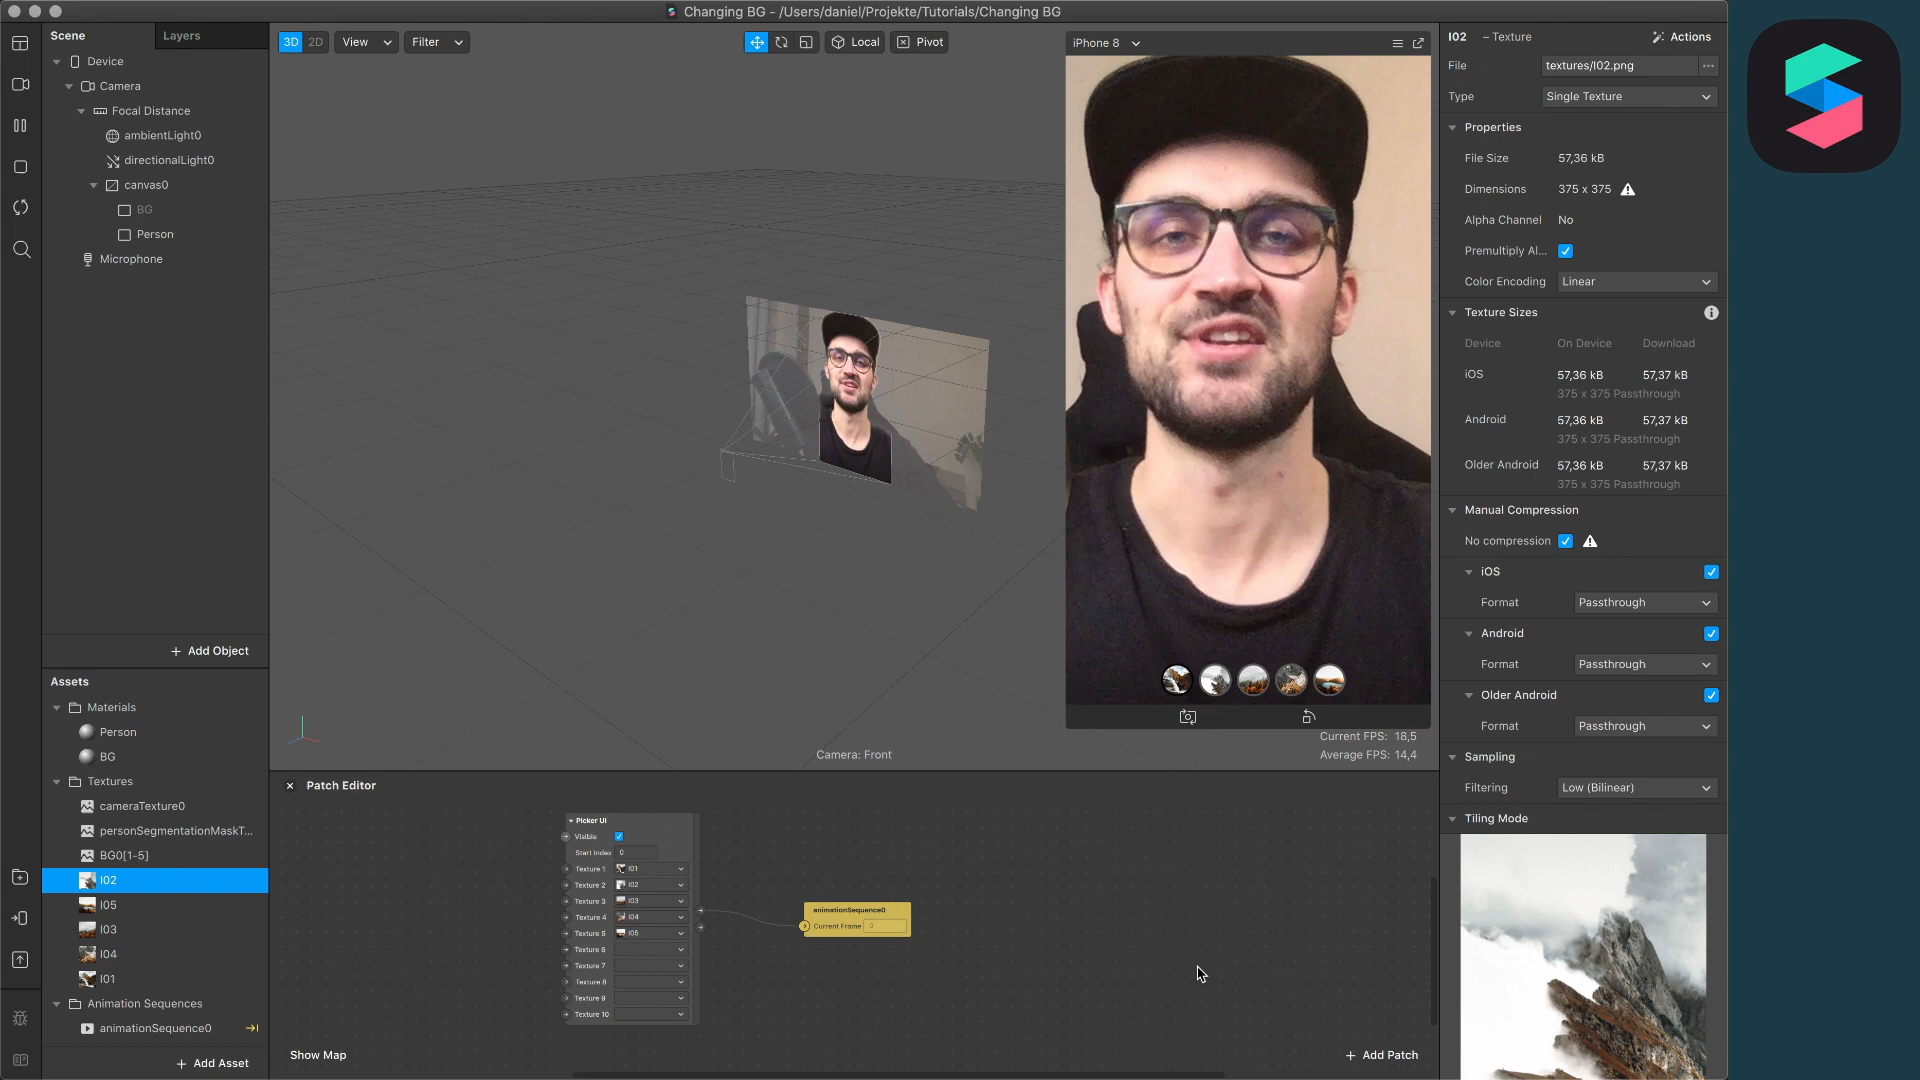 Changing BG - /Users/daniel/Projekte/Tutorials/Changing BG
Scene
Layers
Device
Camera
Focal Distance
ambientLight0
directionalLight0
canvas0
BG
Person
Microphone
+ Add Object
Assets
Materials
Person
BG
Textures
cameraTexture0
personSegmentationMaskT...
BG0[1-5]
I02
I05
I03
I04
I01
Animation Sequences
animationSequence0
+ Add Asset
3D 2D View Filter
Local Pivot
iPhone 8
Camera: Front
Current FPS: 18,5
Average FPS: 14,4
Patch Editor
Picker UI
Visible
Start Index 0
Texture 1 I01
Texture 2 I02
Texture 3 I03
Texture 4 I04
Texture 5 I05
Texture 6
Texture 7
Texture 8
Texture 9
Texture 10
animationSequence0
Current Frame 0
Show Map
+ Add Patch
I02 – Texture
Actions
File textures/I02.png ...
Type Single Texture
Properties
File Size 57,36 kB
Dimensions 375 x 375
Alpha Channel No
Premultiply Al...
Color Encoding Linear
Texture Sizes
Device On Device Download
iOS 57,36 kB 57,37 kB
375 x 375 Passthrough
Android 57,36 kB 57,37 kB
375 x 375 Passthrough
Older Android 57,36 kB 57,37 kB
375 x 375 Passthrough
Manual Compression
No compression
iOS
Format Passthrough
Android
Format Passthrough
Older Android
Format Passthrough
Sampling
Filtering Low (Bilinear)
Tiling Mode